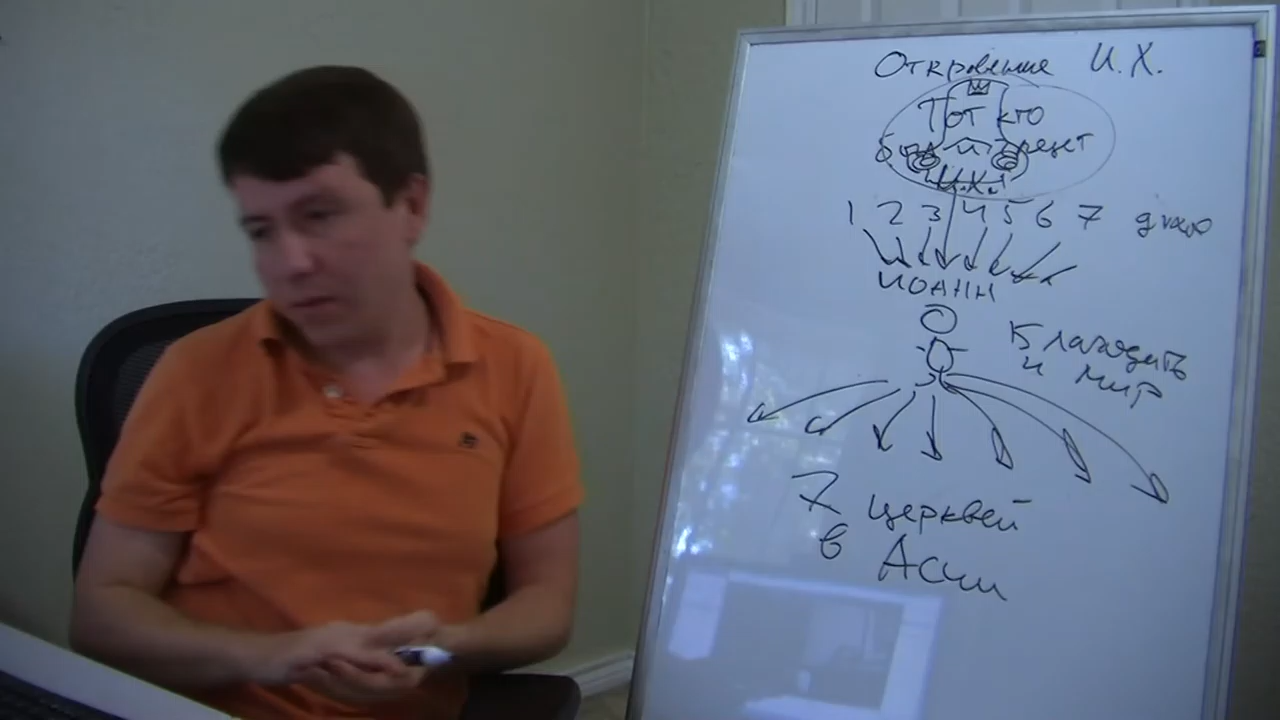 Откровение И. Х.
Тот кто
был и грядет
И.Х.
1 2 3 4 5 6 7 духов
ИОАНН
Благодать
и мир
7 церквей
в Асии